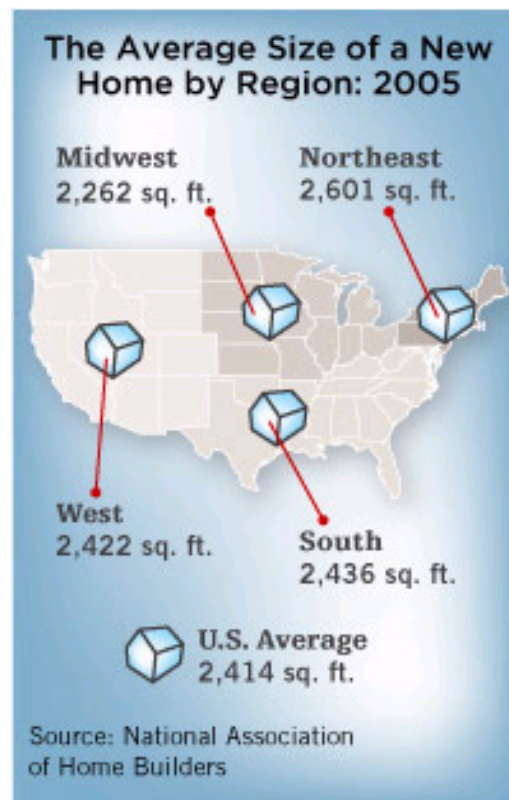 The Average Size of a New
Home by Region: 2005
Midwest
2,262 sq. ft.
Northeast
2,601 sq. ft.
West
2,422 sq. ft.
South
2,436 sq. ft.
U.S. Average
2,414 sq. ft.
Source: National Association
of Home Builders